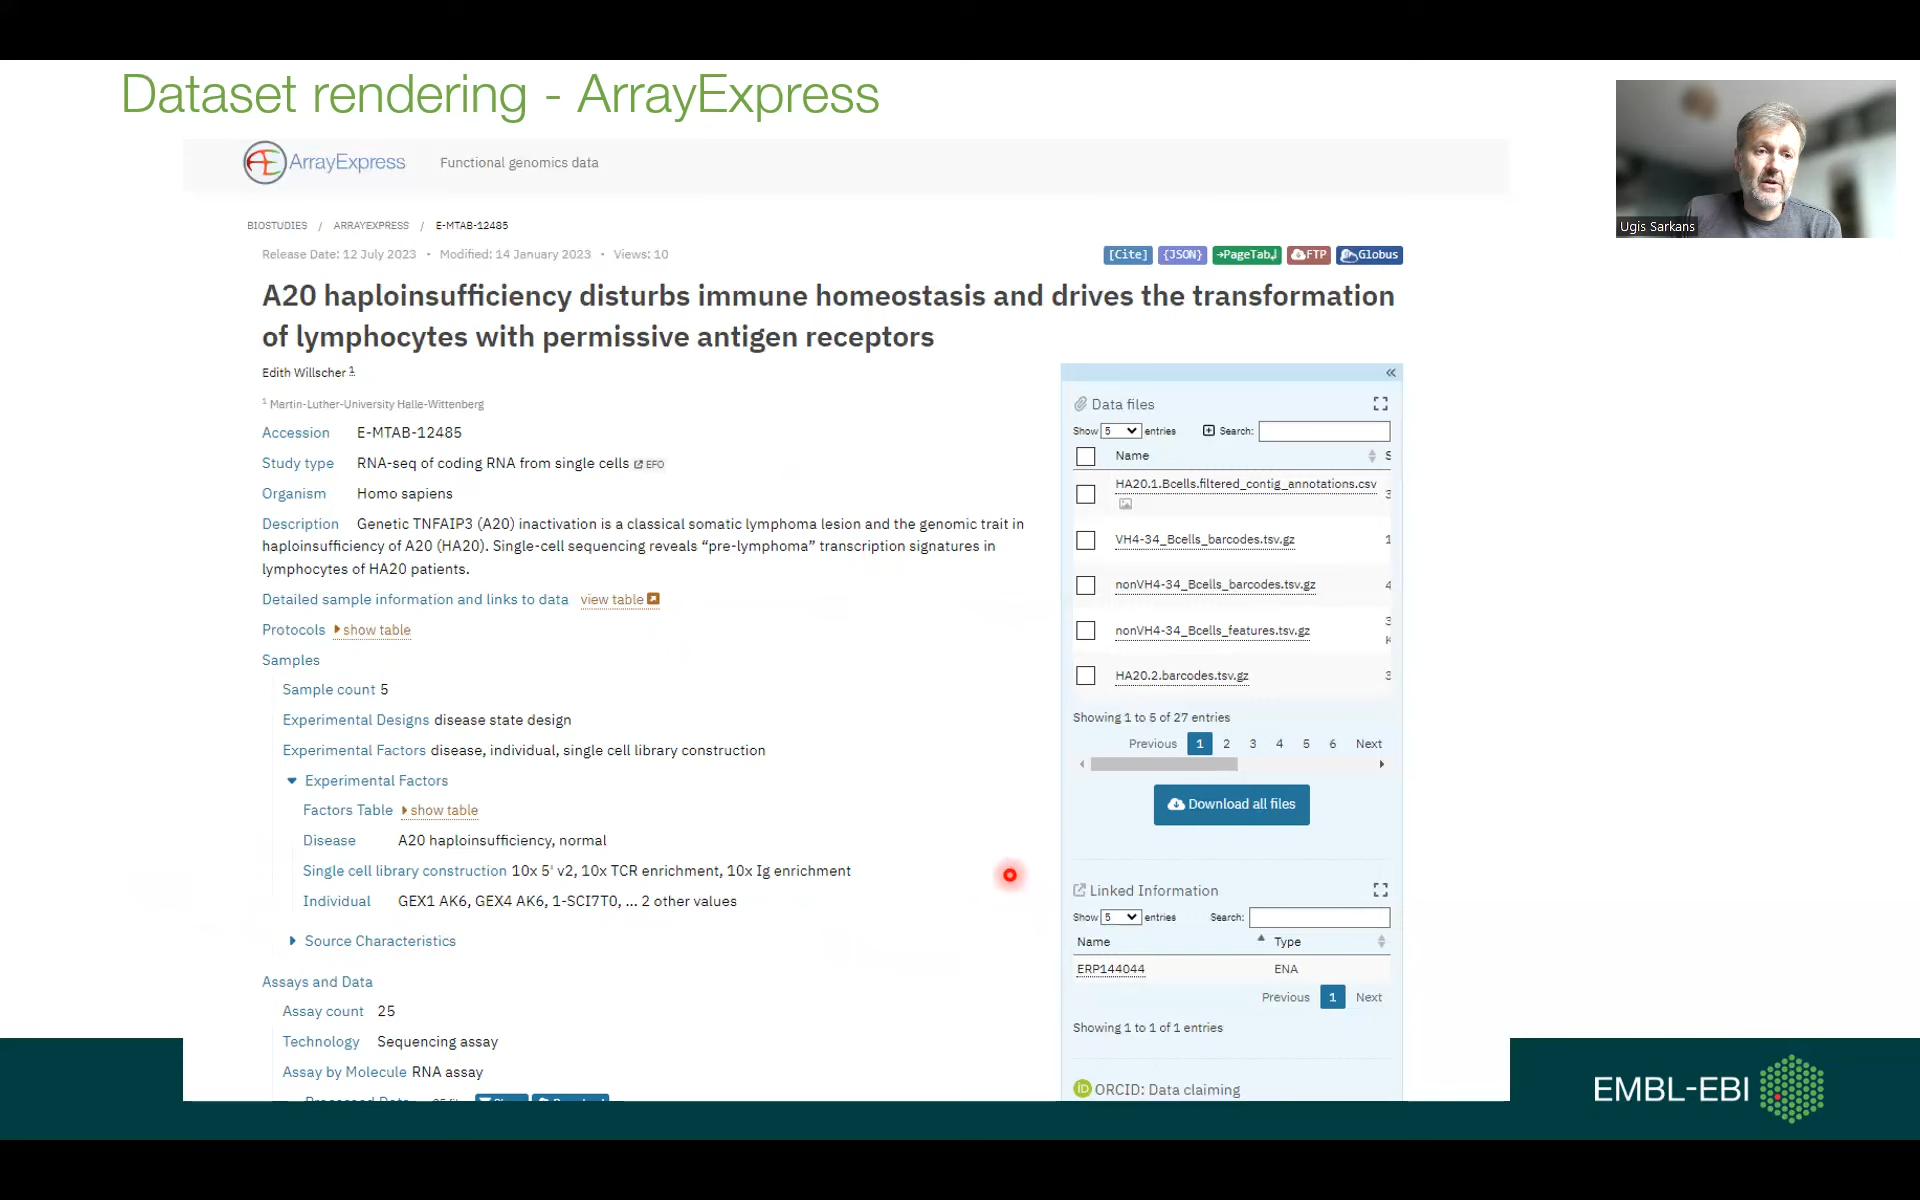 Dataset rendering - ArrayExpress
ArrayExpress
Functional genomics data
Ugis Sarkans
BIOSTUDIES / ARRAYEXPRESS / E-MTAB-12485
Release Date: 12 July 2023 • Modified: 14 January 2023 • Views: 10
[Cite] {JSON} →PageTab↲ FTP Globus
A20 haploinsufficiency disturbs immune homeostasis and drives the transformation
of lymphocytes with permissive antigen receptors
Edith Willscher 1
1 Martin-Luther-University Halle-Wittenberg
Accession E-MTAB-12485
Study type RNA-seq of coding RNA from single cells EFO
Organism Homo sapiens
Description Genetic TNFAIP3 (A20) inactivation is a classical somatic lymphoma lesion and the genomic trait in
haploinsufficiency of A20 (HA20). Single-cell sequencing reveals “pre-lymphoma” transcription signatures in
lymphocytes of HA20 patients.
Detailed sample information and links to data view table
Protocols show table
Samples
Sample count 5
Experimental Designs disease state design
Experimental Factors disease, individual, single cell library construction
Experimental Factors
Factors Table show table
Disease A20 haploinsufficiency, normal
Single cell library construction 10x 5' v2, 10x TCR enrichment, 10x Ig enrichment
Individual GEX1 AK6, GEX4 AK6, 1-SCI7T0, ... 2 other values
Source Characteristics
Assays and Data
Assay count 25
Technology Sequencing assay
Assay by Molecule RNA assay
«
Data files
Show 5 entries Search:
Name S
HA20.1.Bcells.filtered_contig_annotations.csv 3
VH4-34_Bcells_barcodes.tsv.gz 1
nonVH4-34_Bcells_barcodes.tsv.gz 4
nonVH4-34_Bcells_features.tsv.gz 3
K
HA20.2.barcodes.tsv.gz 3
Showing 1 to 5 of 27 entries
Previous 1 2 3 4 5 6 Next
Download all files
Linked Information
Show 5 entries Search:
Name Type
ERP144044 ENA
Previous 1 Next
Showing 1 to 1 of 1 entries
iD ORCID: Data claiming
EMBL-EBI